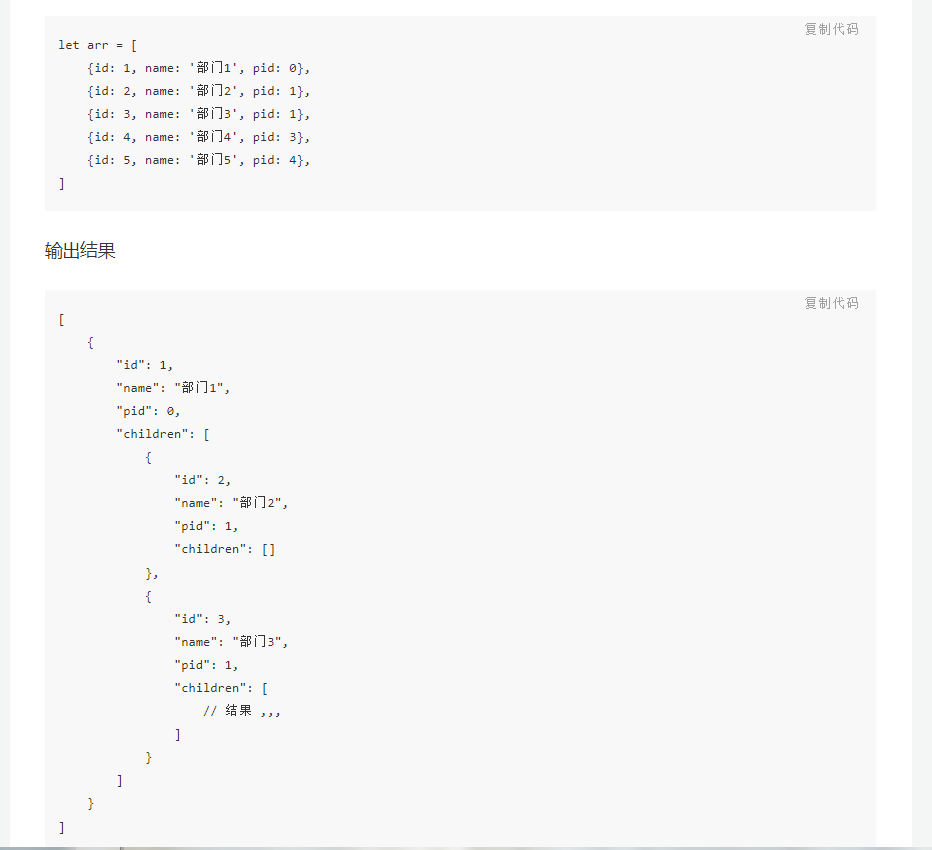 复制代码
let arr = [
    {id: 1, name: '部门1', pid: 0},
    {id: 2, name: '部门2', pid: 1},
    {id: 3, name: '部门3', pid: 1},
    {id: 4, name: '部门4', pid: 3},
    {id: 5, name: '部门5', pid: 4},
]
输出结果
复制代码
[
    {
        "id": 1,
        "name": "部门1",
        "pid": 0,
        "children": [
            {
                "id": 2,
                "name": "部门2",
                "pid": 1,
                "children": []
            },
            {
                "id": 3,
                "name": "部门3",
                "pid": 1,
                "children": [
                    // 结果 ,,,
                ]
            }
        ]
    }
]